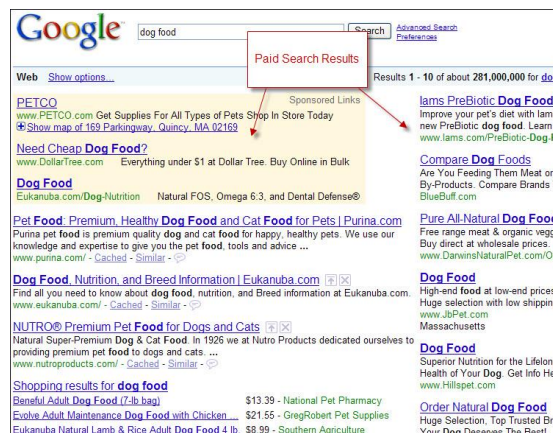 Google
dog food
Search
Advanced Search
Preferences
Paid Search Results
Web Show options...
Results 1 - 10 of about 281,000,000 for do
PETCO
Sponsored Links
www.PETCO.com Get Supplies For All Types of Pets Shop In Store Today
Show map of 169 Parkingway, Quincy, MA 02169
Need Cheap Dog Food?
www.DollarTree.com Everything under $1 at Dollar Tree. Buy Online in Bulk
Dog Food
Eukanuba.com/Dog-Nutrition Natural FOS, Omega 6:3, and Dental Defense®
Pet Food: Premium, Healthy Dog Food and Cat Food for Pets | Purina.com
Purina pet food is premium quality dog and cat food for happy, healthy pets. We use our
knowledge and expertise to give you the pet food, tools and advice ...
www.purina.com/ - Cached - Similar -
Dog Food, Nutrition, and Breed Information | Eukanuba.com
Find all you need to know about dog food, nutrition, and Breed information at Eukanuba.com.
www.eukanuba.com/ - Cached - Similar -
NUTRO® Premium Pet Food for Dogs and Cats
Natural Super-Premium Dog & Cat Food. In 1926 we at Nutro Products dedicated ourselves to
providing premium pet food to dogs and cats. ...
www.nutroproducts.com/ - Cached - Similar -
Shopping results for dog food
Beneful Adult Dog Food (7-lb bag) $13.39 - National Pet Pharmacy
Evolve Adult Maintenance Dog Food with Chicken ... $21.55 - GregRobert Pet Supplies
Eukanuba Natural Lamb & Rice Adult Dog Food 4 lb. $8.99 - Southern Agriculture
Iams PreBiotic Dog Food
Improve your pet's diet with Iams
new PreBiotic dog food. Learn
www.Iams.com/PreBiotic-Dog-F
Compare Dog Foods
Are You Feeding Them Meat or
By-Products. Compare Brands
BlueBuff.com
Pure All-Natural Dog Food
Free range meat & organic vegg
Buy direct at wholesale prices.
www.DarwinsNaturalPet.com/O
Dog Food
High-end food at low-end prices
Huge selection with low shippin
www.JbPet.com
Massachusetts
Dog Food
Superior Nutrition for the Lifelon
Health of Your Dog. Get Info He
www.Hillspet.com
Order Natural Dog Food
Huge Selection, Top Trusted Br
Your Dog Deserves The Best!